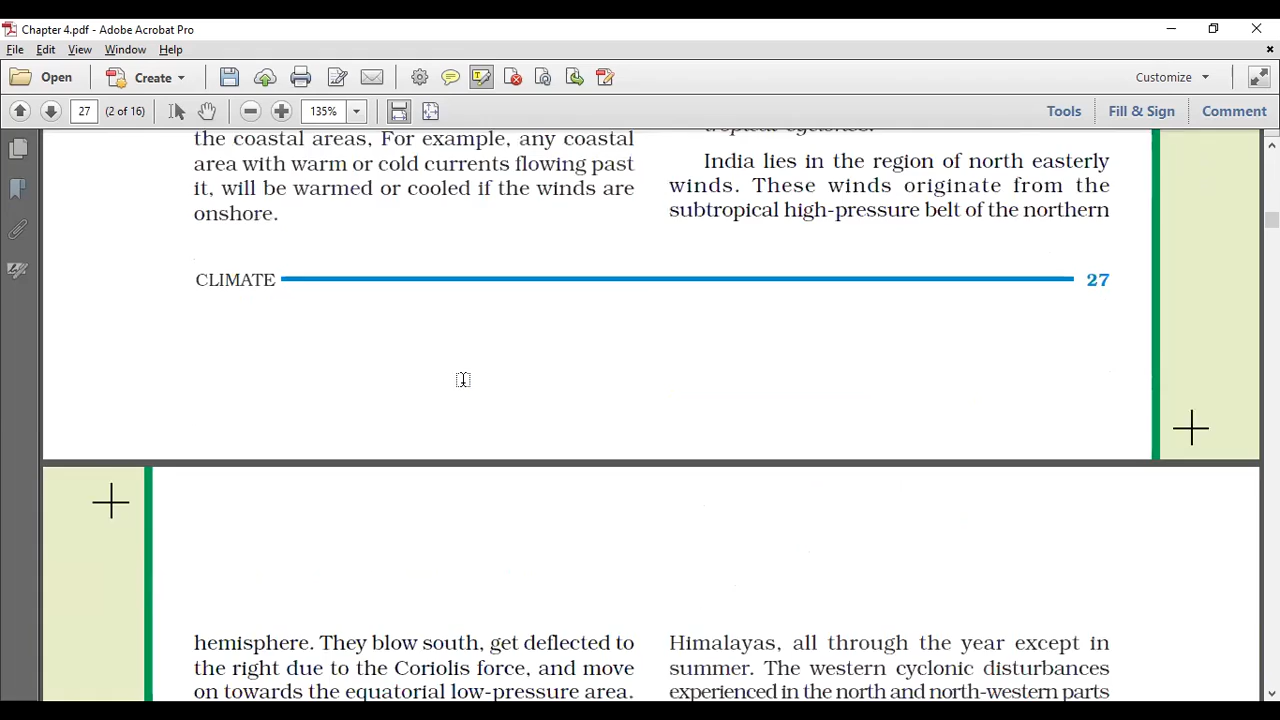 Chapter 4.pdf - Adobe Acrobat Pro
File Edit View Window Help
Open Create Customize
27 (2 of 16) 135% Tools Fill & Sign Comment
the coastal areas, For example, any coastal
area with warm or cold currents flowing past
it, will be warmed or cooled if the winds are
onshore.
tropical cyclones.
India lies in the region of north easterly
winds. These winds originate from the
subtropical high-pressure belt of the northern
CLIMATE 27
hemisphere. They blow south, get deflected to
the right due to the Coriolis force, and move
on towards the equatorial low-pressure area.
Himalayas, all through the year except in
summer. The western cyclonic disturbances
experienced in the north and north-western parts